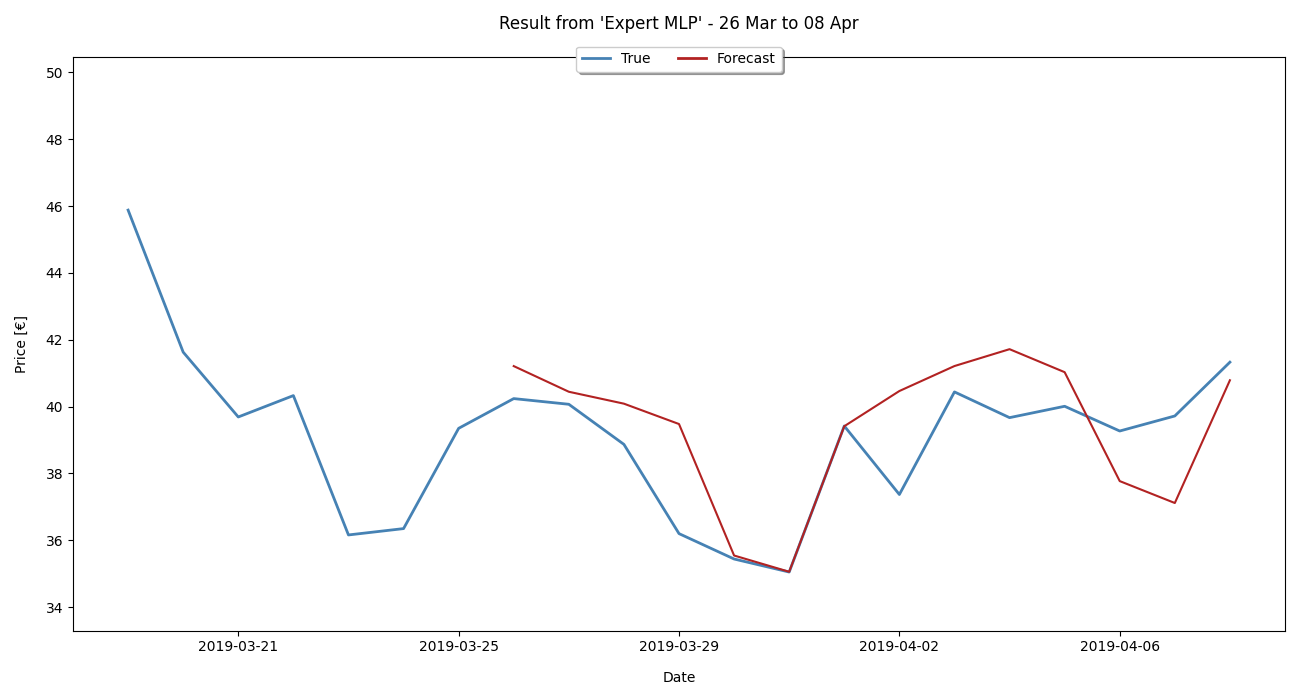 Result from 'Expert MLP' - 26 Mar to 08 Apr
True
Forecast
Price [€]
50
48
46
44
42
40
38
36
34
2019-03-21
2019-03-25
2019-03-29
2019-04-02
2019-04-06
Date